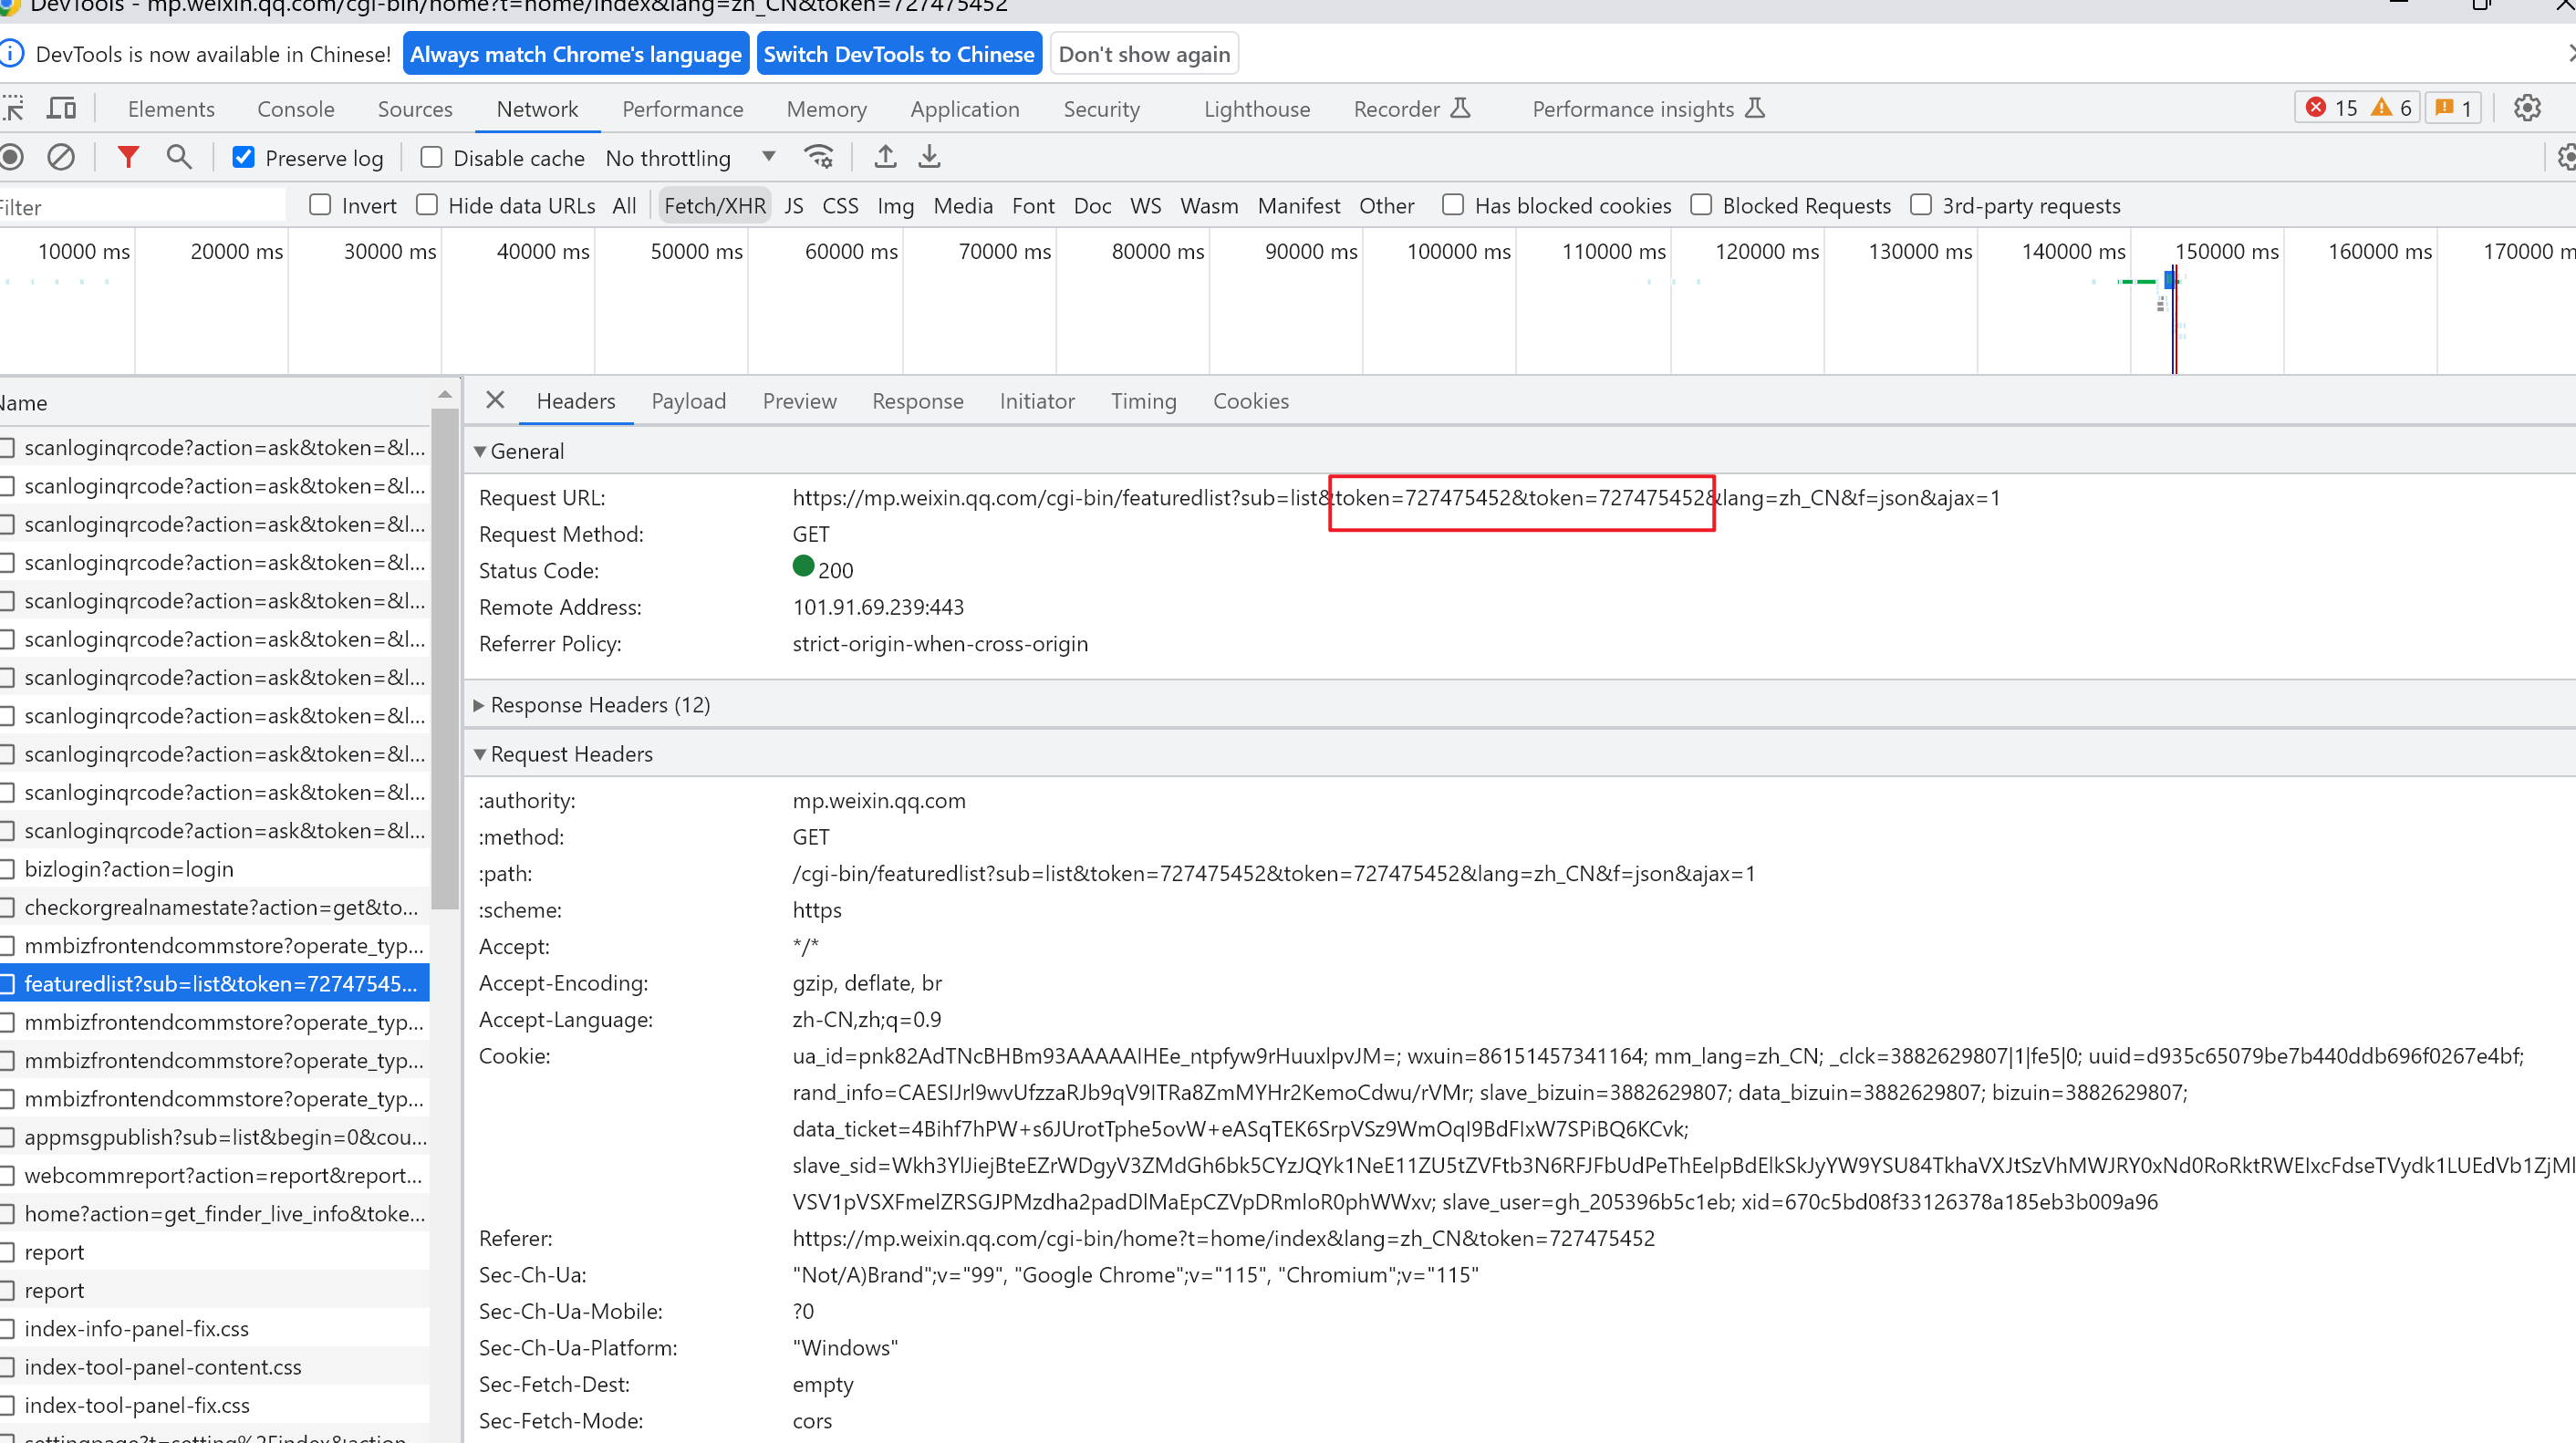 DevTools - mp.weixin.qq.com/cgi-bin/home?t=home/index&lang=zh_CN&token=727475452
DevTools is now available in Chinese! Always match Chrome's language Switch DevTools to Chinese Don't show again
Elements Console Sources Network Performance Memory Application Security Lighthouse Recorder Performance insights 15 6 1
Preserve log Disable cache No throttling
Filter Invert Hide data URLs All Fetch/XHR JS CSS Img Media Font Doc WS Wasm Manifest Other Has blocked cookies Blocked Requests 3rd-party requests
10000 ms 20000 ms 30000 ms 40000 ms 50000 ms 60000 ms 70000 ms 80000 ms 90000 ms 100000 ms 110000 ms 120000 ms 130000 ms 140000 ms 150000 ms 160000 ms 170000 m
Name
scanloginqrcode?action=ask&token=&l...
scanloginqrcode?action=ask&token=&l...
scanloginqrcode?action=ask&token=&l...
scanloginqrcode?action=ask&token=&l...
scanloginqrcode?action=ask&token=&l...
scanloginqrcode?action=ask&token=&l...
scanloginqrcode?action=ask&token=&l...
scanloginqrcode?action=ask&token=&l...
scanloginqrcode?action=ask&token=&l...
scanloginqrcode?action=ask&token=&l...
scanloginqrcode?action=ask&token=&l...
bizlogin?action=login
checkorgrealnamestate?action=get&to...
mmbizfrontendcommstore?operate_typ...
featuredlist?sub=list&token=72747545...
mmbizfrontendcommstore?operate_typ...
mmbizfrontendcommstore?operate_typ...
mmbizfrontendcommstore?operate_typ...
appmsgpublish?sub=list&begin=0&cou...
webcommreport?action=report&report...
home?action=get_finder_live_info&toke...
report
report
index-info-panel-fix.css
index-tool-panel-content.css
index-tool-panel-fix.css
settingpage?t=setting%2Findex&action
Headers Payload Preview Response Initiator Timing Cookies
General
Request URL: https://mp.weixin.qq.com/cgi-bin/featuredlist?sub=list&token=727475452&token=727475452&lang=zh_CN&f=json&ajax=1
Request Method: GET
Status Code: 200
Remote Address: 101.91.69.239:443
Referrer Policy: strict-origin-when-cross-origin
Response Headers (12)
Request Headers
:authority: mp.weixin.qq.com
:method: GET
:path: /cgi-bin/featuredlist?sub=list&token=727475452&token=727475452&lang=zh_CN&f=json&ajax=1
:scheme: https
Accept: */*
Accept-Encoding: gzip, deflate, br
Accept-Language: zh-CN,zh;q=0.9
Cookie: ua_id=pnk82AdTNcBHBm93AAAAAIHEe_ntpfyw9rHuuxlpvJM=; wxuin=86151457341164; mm_lang=zh_CN; _clck=3882629807|1|fe5|0; uuid=d935c65079be7b440ddb696f0267e4bf;
rand_info=CAESIJrl9wvUfzzaRJb9qV9ITRa8ZmMYHr2KemoCdwu/rVMr; slave_bizuin=3882629807; data_bizuin=3882629807; bizuin=3882629807;
data_ticket=4Bihf7hPW+s6JUrotTphe5ovW+eASqTEK6SrpVSz9WmOqI9BdFIxW7SPiBQ6KCvk;
slave_sid=Wkh3YlJiejBteEZrWDgyV3ZMdGh6bk5CYzJQYk1NeE11ZU5tZVFtb3N6RFJFbUdPeThEelpBdElkSkJyYW9YSU84TkhaVXJtSzVhMWJRY0xNd0RoRktRWEIxcFdseTVydk1LUEdVb1ZjMl
VSV1pVSXFmelZRSGJPMzdha2padDlMaEpCZVpDRmloR0phWWxv; slave_user=gh_205396b5c1eb; xid=670c5bd08f33126378a185eb3b009a96
Referer: https://mp.weixin.qq.com/cgi-bin/home?t=home/index&lang=zh_CN&token=727475452
Sec-Ch-Ua: "Not/A)Brand";v="99", "Google Chrome";v="115", "Chromium";v="115"
Sec-Ch-Ua-Mobile: ?0
Sec-Ch-Ua-Platform: "Windows"
Sec-Fetch-Dest: empty
Sec-Fetch-Mode: cors